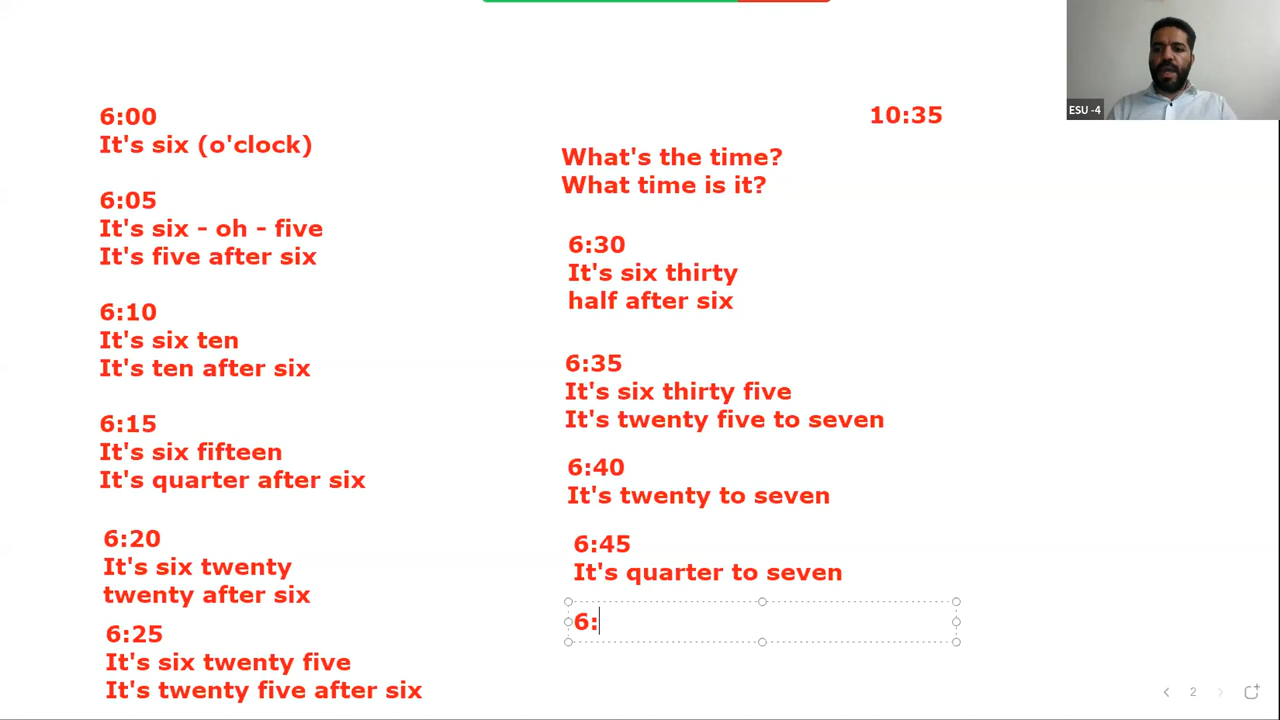 6:00
It's six (o'clock)
6:05
It's six - oh - five
It's five after six
6:10
It's six ten
It's ten after six
6:15
It's six fifteen
It's quarter after six
6:20
It's six twenty
twenty after six
6:25
It's six twenty five
It's twenty five after six
10:35
What's the time?
What time is it?
6:30
It's six thirty
half after six
6:35
It's six thirty five
It's twenty five to seven
6:40
It's twenty to seven
6:45
It's quarter to seven
6:
ESU -4
2